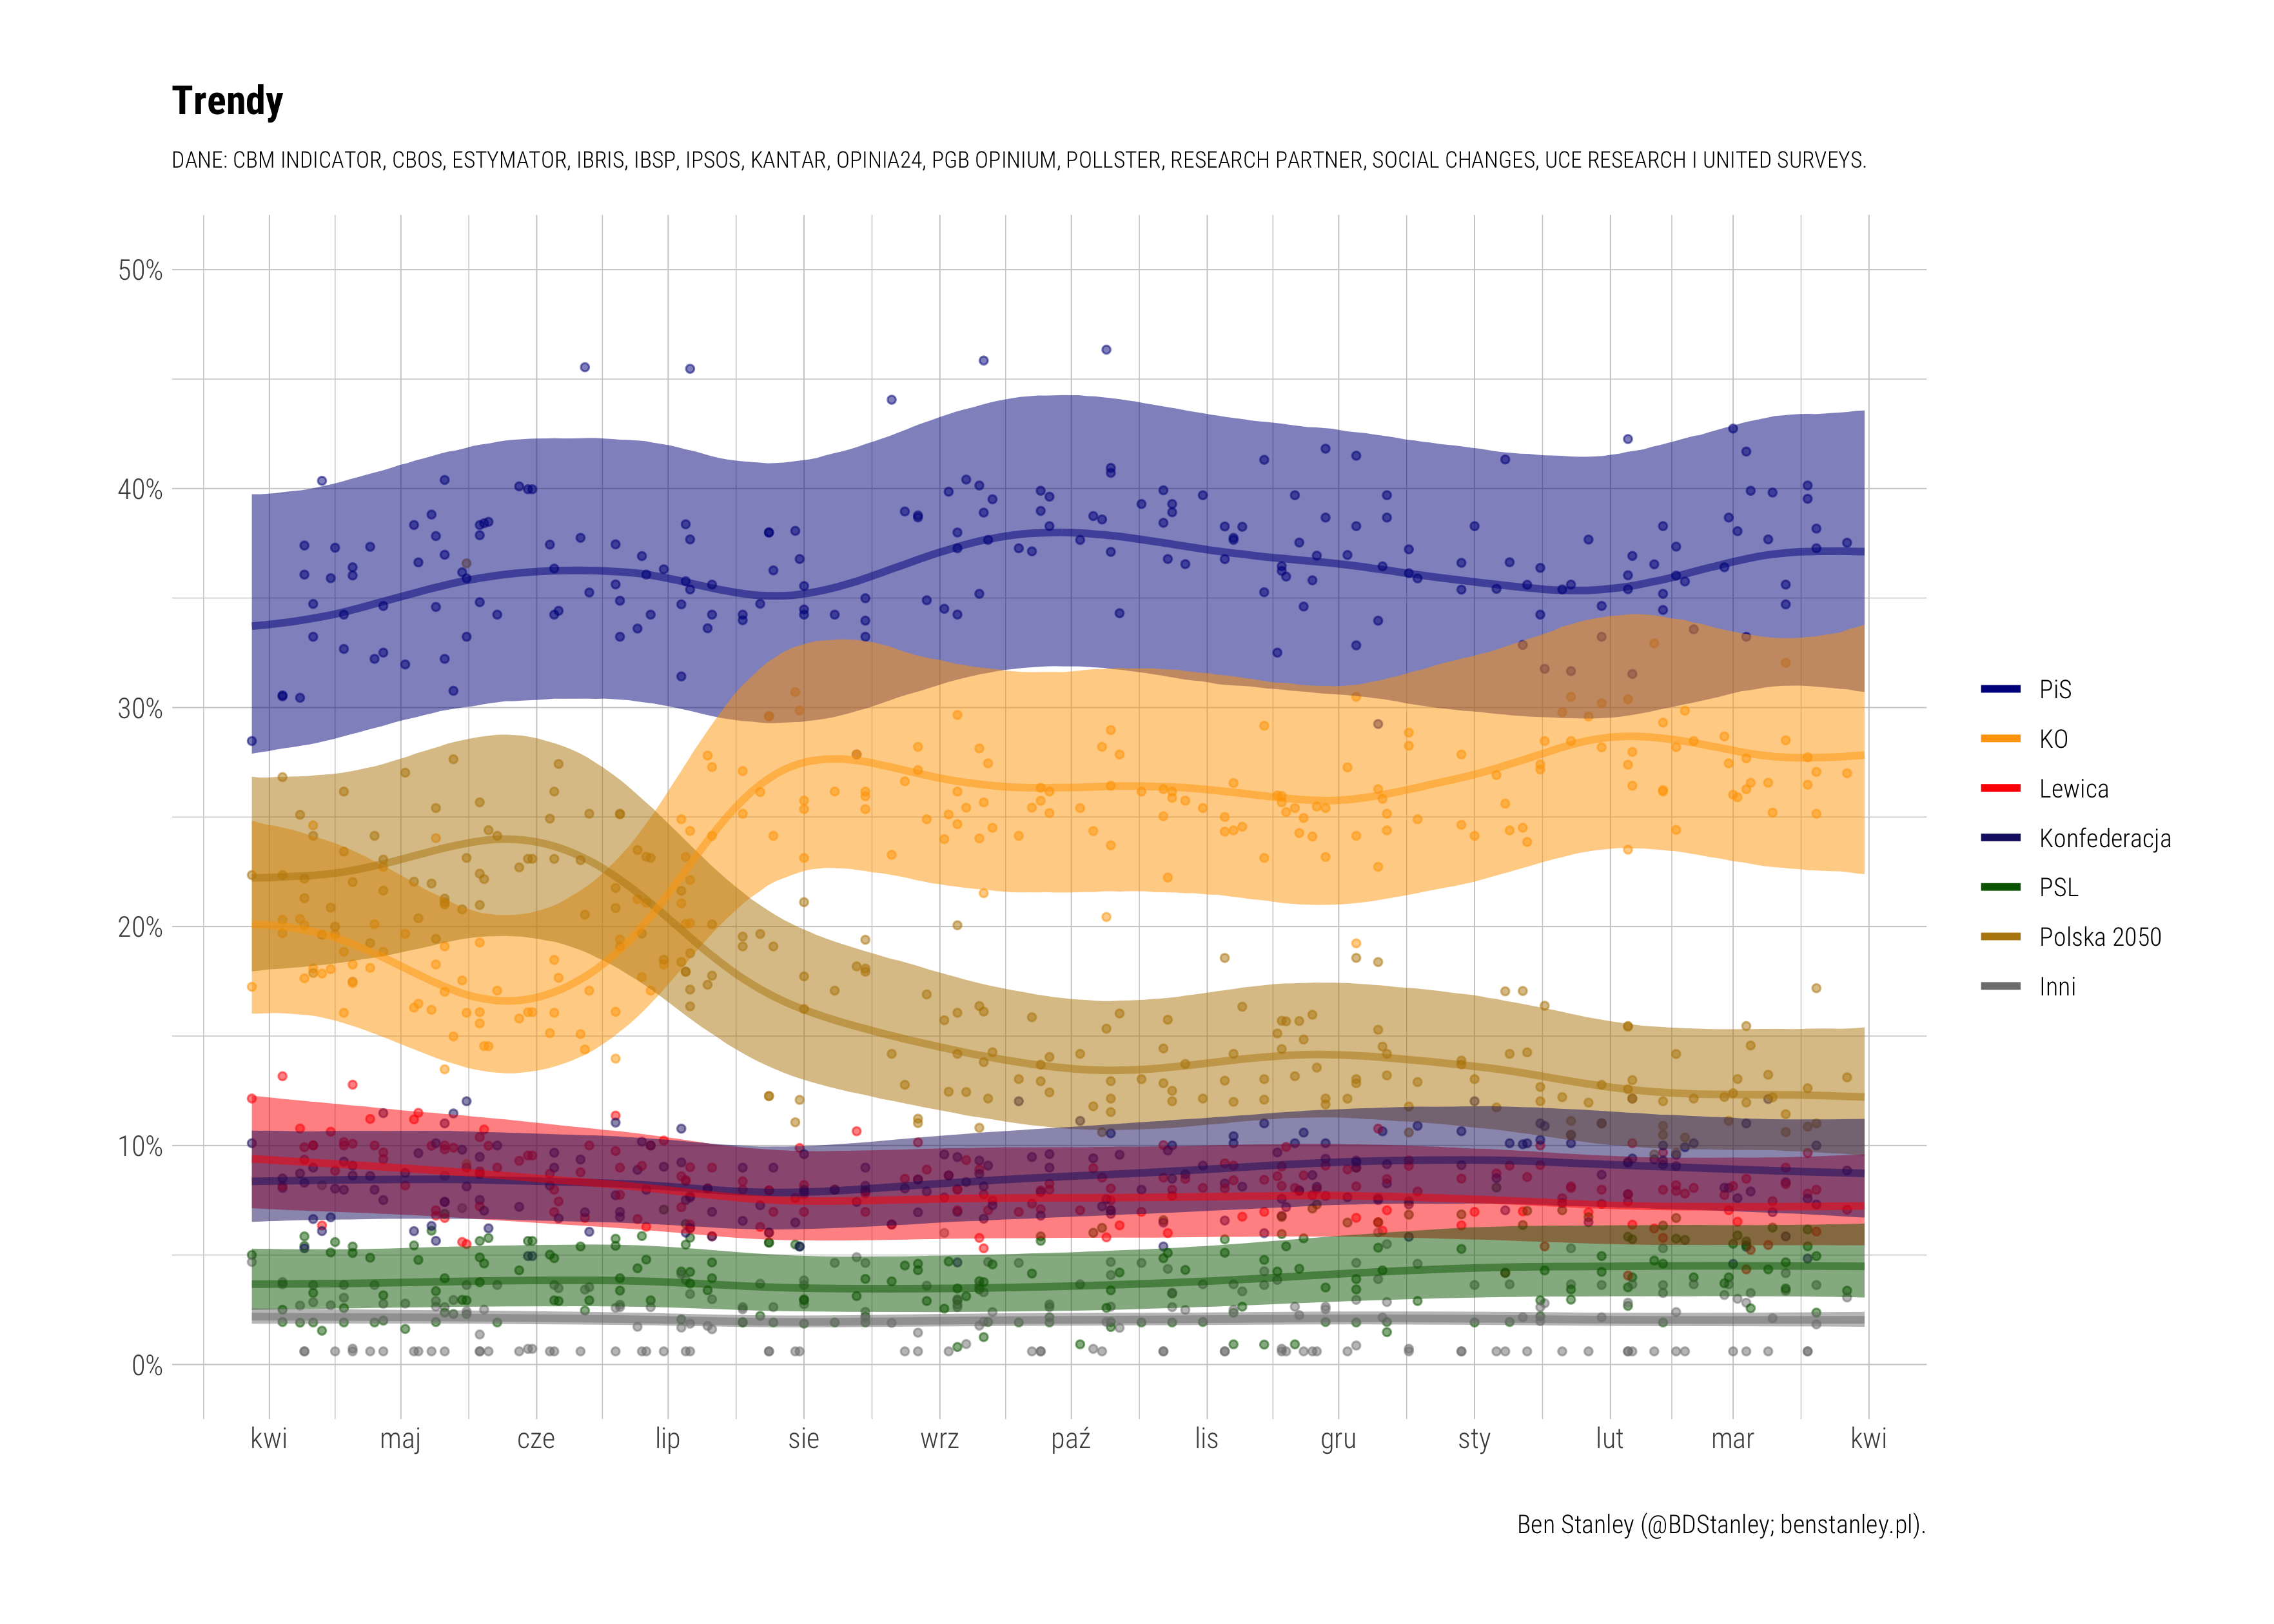 Trendy
DANE: CBM INDICATOR, CBOS, ESTYMATOR, IBRIS, IBSP, IPSOS, KANTAR, OPINIA24, PGB OPINIUM, POLLSTER, RESEARCH PARTNER, SOCIAL CHANGES, UCE RESEARCH I UNITED SURVEYS.
50%
40%
30%
20%
10%
0%
kwi maj cze lip sie wrz paź lis gru sty lut mar kwi
PiS
KO
Lewica
Konfederacja
PSL
Polska 2050
Inni
Ben Stanley (@BDStanley; benstanley.pl).